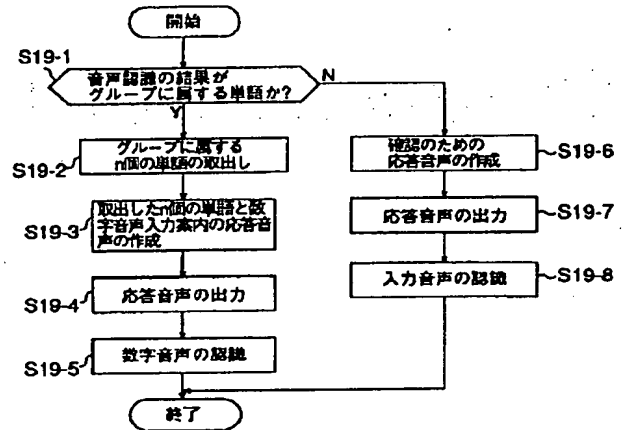 開始
S19-1
音声認識の結果が
グループに属する単語か?
N
Y
グループに属する
n個の単語の取出し
S19-2
取出したn個の単語と数
字音声入力案内の応答音
声の作成
S19-3
応答音声の出力
S19-4
数字音声の認識
S19-5
確認のための
応答音声の作成
S19-6
応答音声の出力
S19-7
入力音声の認識
S19-8
終了